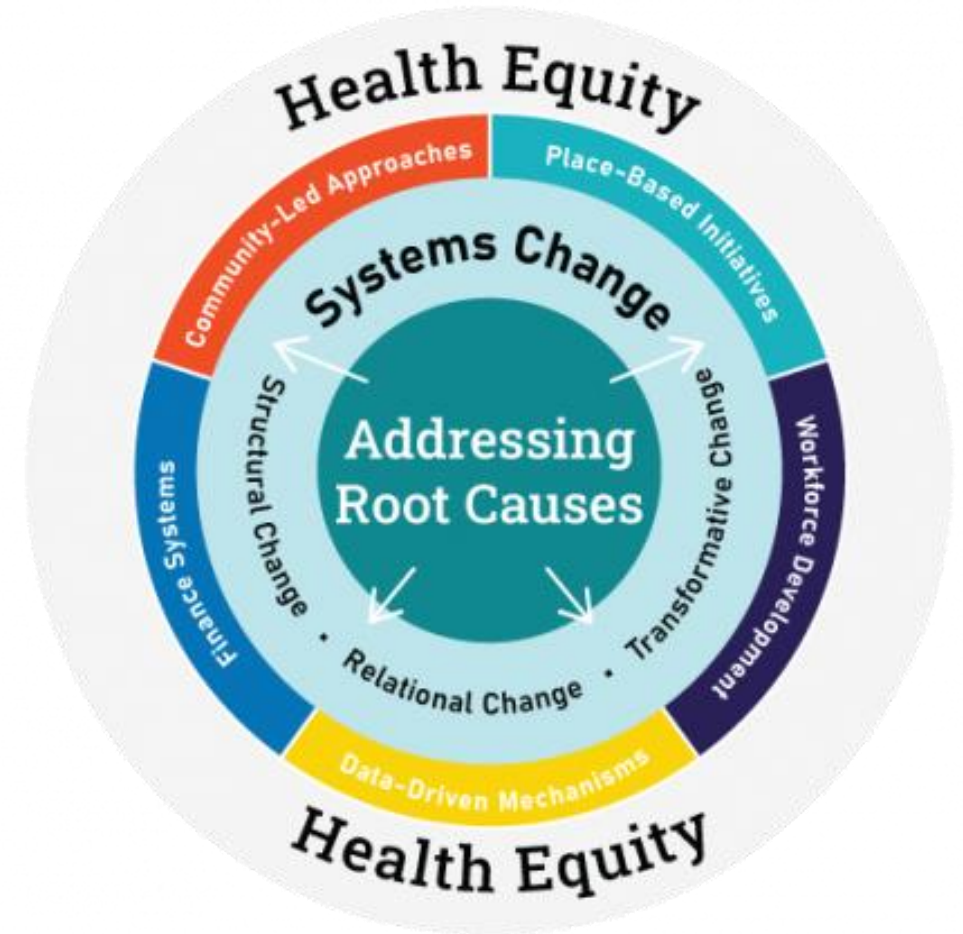 Health Equity
Community-Led Approaches
Place-Based Initiatives
Systems Change
Addressing
Root Causes
Structural Change
·
Relational Change
·
Transformative Change
Finance Systems
Workforce Development
Data-Driven Mechanisms
Health Equity